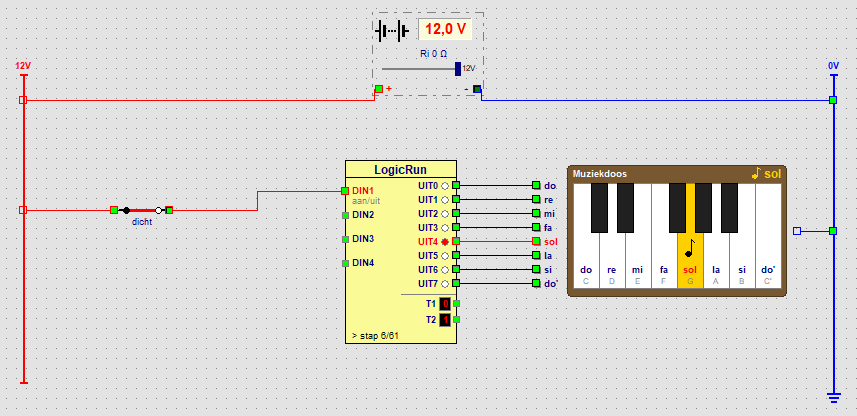 12,0 V
Ri 0 Ω
12V
12V
0V
+
-
LogicRun
DIN1
aan/uit
DIN2
DIN3
DIN4
UIT0
UIT1
UIT2
UIT3
UIT4
UIT5
UIT6
UIT7
T1 0
T2 1
> stap 6/61
dicht
do
re
mi
fa
sol
la
si
do'
Muziekdoos
sol
do re mi fa sol la si do'
C D E F G A B C'